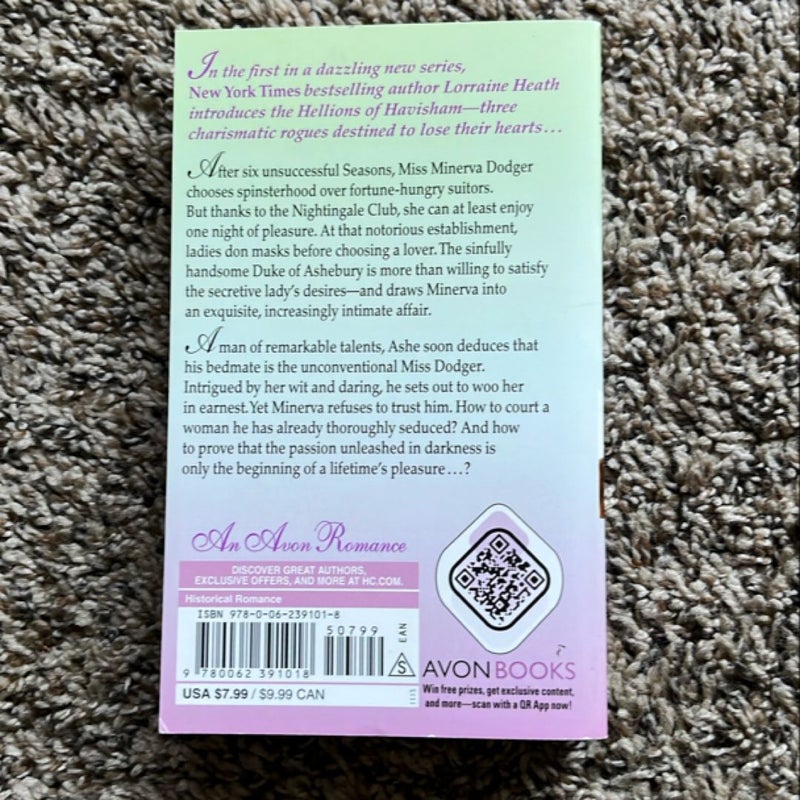 In the first in a dazzling new series,
New York Times bestselling author Lorraine Heath
introduces the Hellions of Havisham—three
charismatic rogues destined to lose their hearts...
After six unsuccessful Seasons, Miss Minerva Dodger
chooses spinsterhood over fortune-hungry suitors.
But thanks to the Nightingale Club, she can at least enjoy
one night of pleasure. At that notorious establishment,
ladies don masks before choosing a lover. The sinfully
handsome Duke of Ashebury is more than willing to satisfy
the secretive lady's desires—and draws Minerva into
an exquisite, increasingly intimate affair.
A man of remarkable talents, Ashe soon deduces that
his bedmate is the unconventional Miss Dodger.
Intrigued by her wit and daring, he sets out to woo her
in earnest. Yet Minerva refuses to trust him. How to court a
woman he has already thoroughly seduced? And how
to prove that the passion unleashed in darkness is
only the beginning of a lifetime's pleasure...?
An Avon Romance
DISCOVER GREAT AUTHORS,
EXCLUSIVE OFFERS, AND MORE AT HC.COM.
Historical Romance
ISBN 978-0-06-239101-8
50799
EAN
9 780062 391018
S
USA $7.99 / $9.99 CAN
AVONBOOKS
Win free prizes, get exclusive content,
and more—scan with a QR App now!